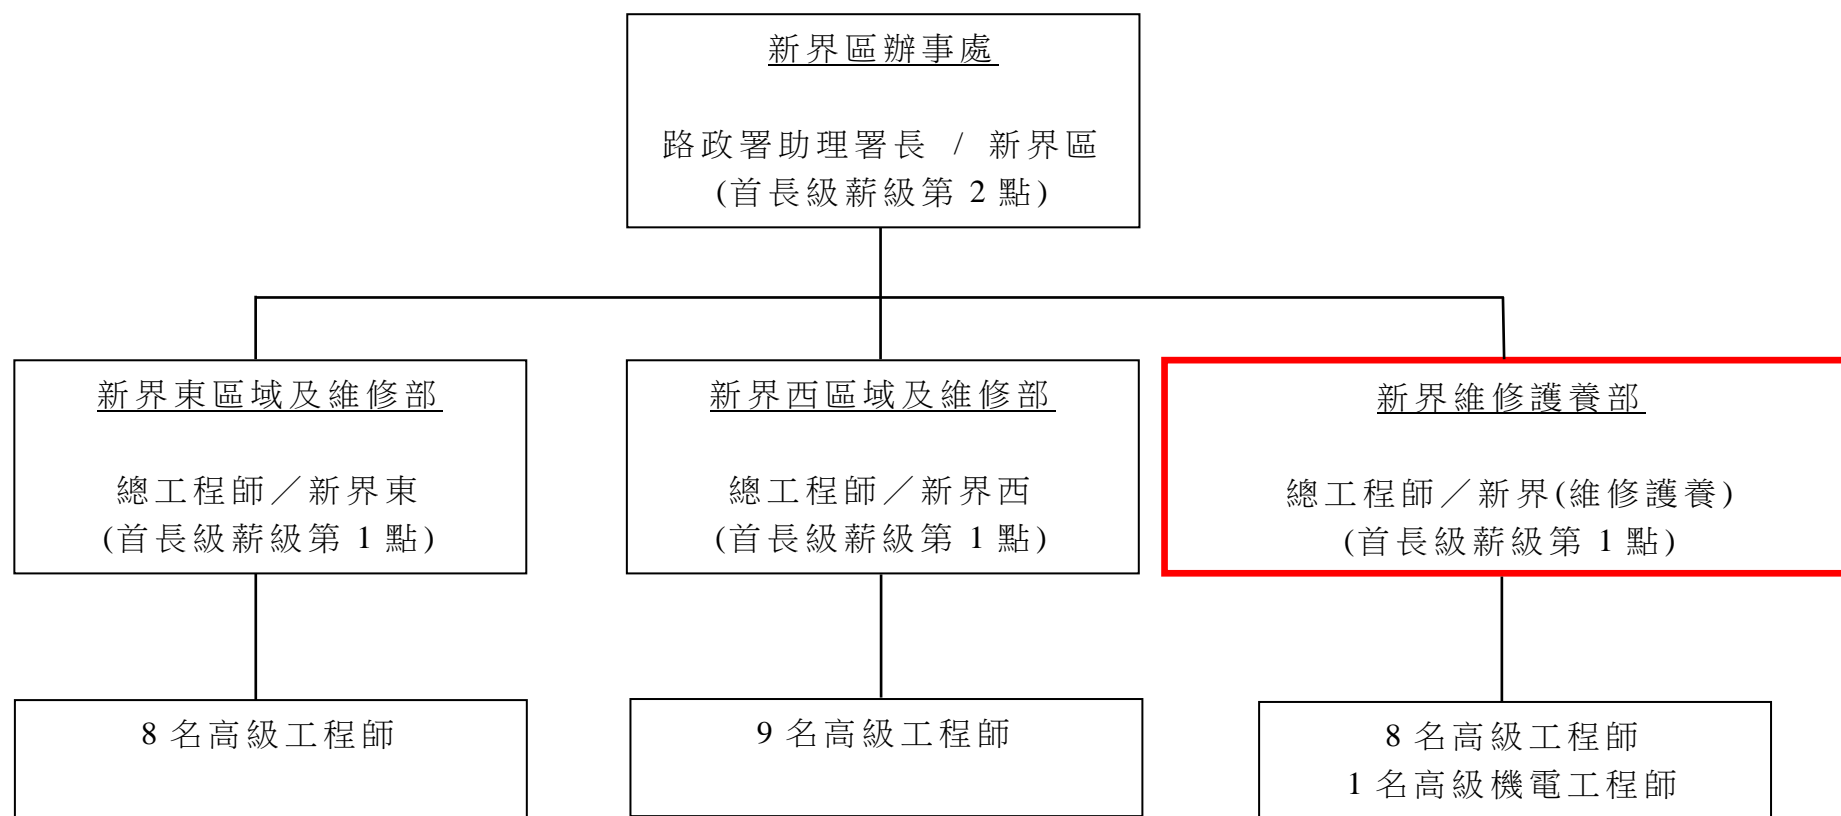 新界區辦事處
路政署助理署長 / 新界區
(首長級薪級第 2 點)
新界東區域及維修部
總工程師／新界東
(首長級薪級第 1 點)
新界西區域及維修部
總工程師／新界西
(首長級薪級第 1 點)
新界維修護養部
總工程師／新界(維修護養)
(首長級薪級第 1 點)
8 名高級工程師
9 名高級工程師
8 名高級工程師
1 名高級機電工程師